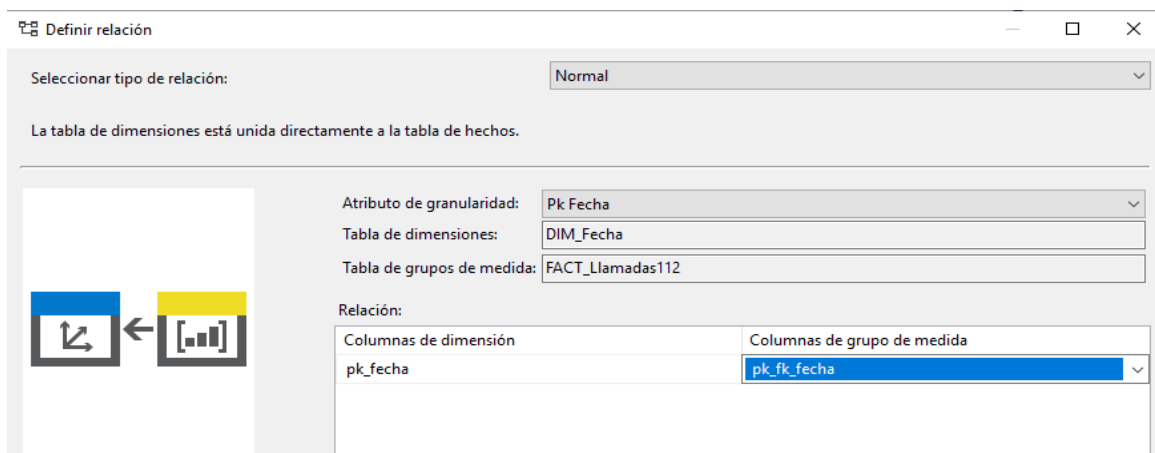 Definir relación
Seleccionar tipo de relación: Normal
La tabla de dimensiones está unida directamente a la tabla de hechos.
Atributo de granularidad: Pk Fecha
Tabla de dimensiones: DIM_Fecha
Tabla de grupos de medida: FACT_Llamadas112
Relación:
Columnas de dimensión Columnas de grupo de medida
pk_fecha pk_fk_fecha